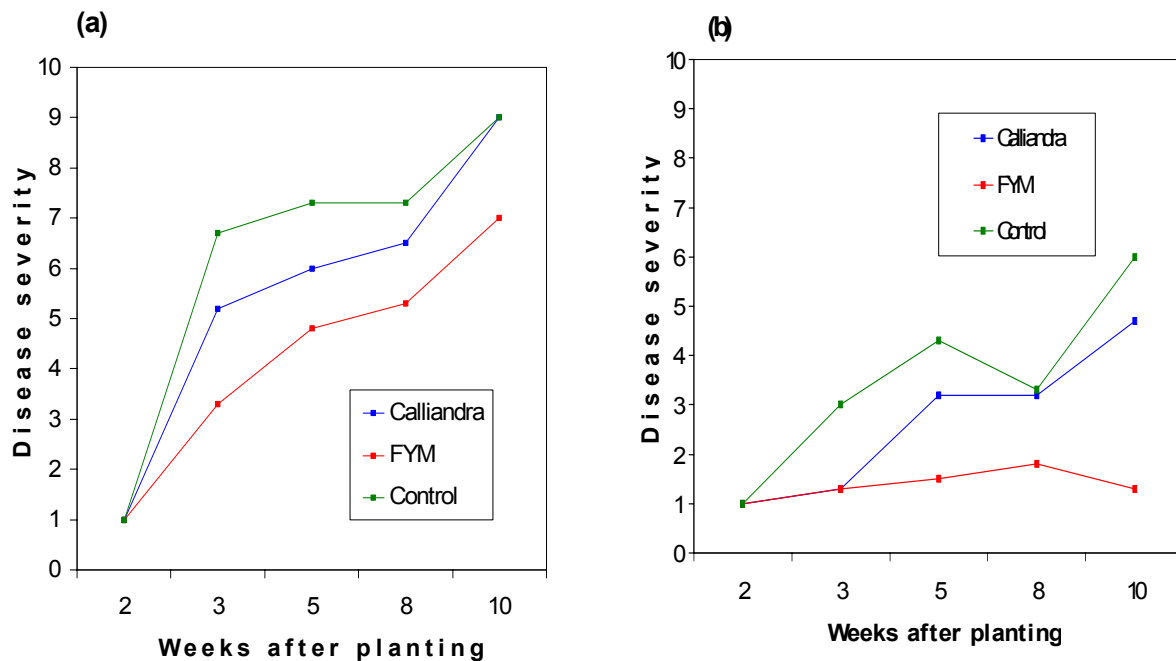 (a)
10
9
8
7
6
5
4
3
2
1
0
Disease severity
Calliandra
FYM
Control
2 3 5 8 10
Weeks after planting
(b)
10
9
8
7
6
5
4
3
2
1
0
Disease severity
Calliandra
FYM
Control
2 3 5 8 10
Weeks after planting